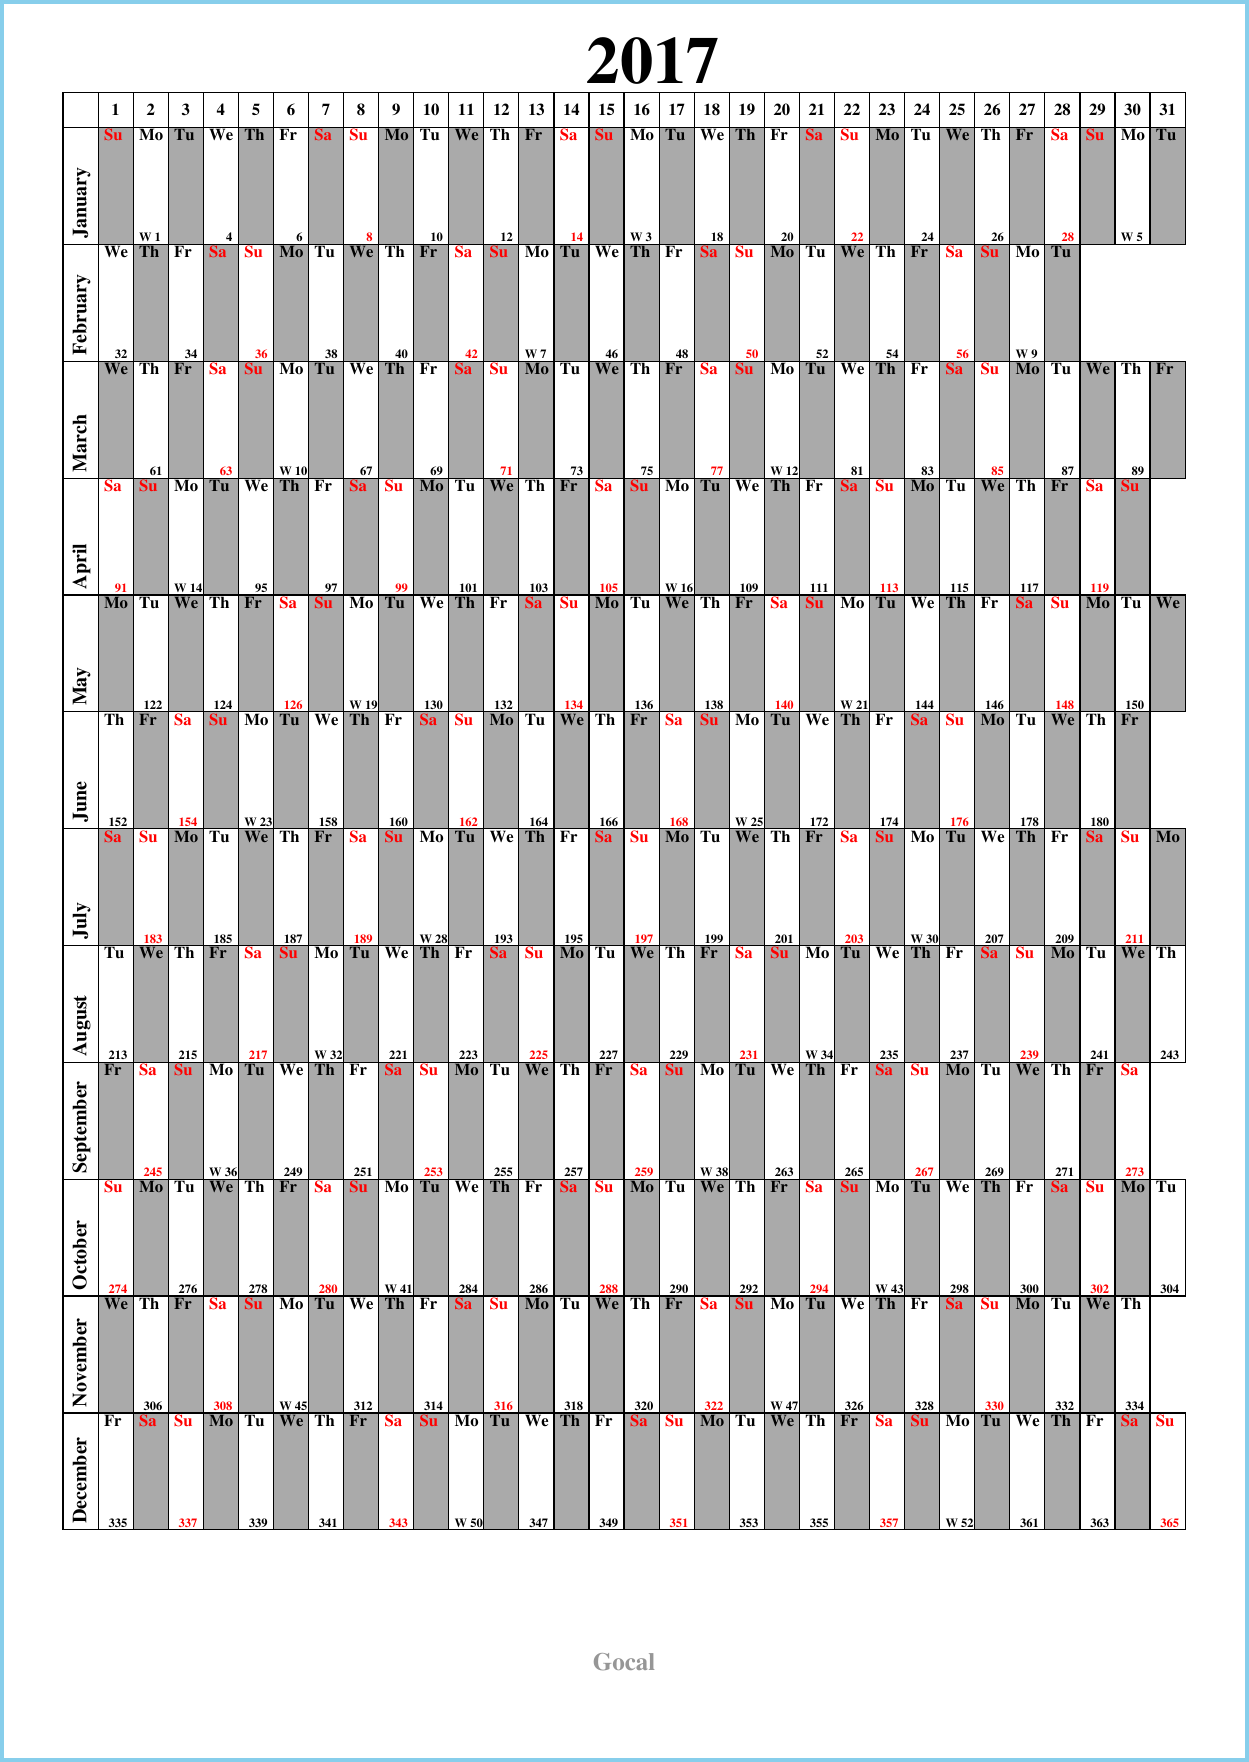 2017
1 2 3 4 5 6 7 8 9 10 11 12 13 14 15 16 17 18 19 20 21 22 23 24 25 26 27 28 29 30 31
January
Su Mo Tu We Th Fr Sa Su Mo Tu We Th Fr Sa Su Mo Tu We Th Fr Sa Su Mo Tu We Th Fr Sa Su Mo Tu
W 1 4 6 8 10 12 14 W 3 18 20 22 24 26 28 W 5
February
We Th Fr Sa Su Mo Tu We Th Fr Sa Su Mo Tu We Th Fr Sa Su Mo Tu We Th Fr Sa Su Mo Tu
32 34 36 38 40 42 W 7 46 48 50 52 54 56 W 9
March
We Th Fr Sa Su Mo Tu We Th Fr Sa Su Mo Tu We Th Fr Sa Su Mo Tu We Th Fr Sa Su Mo Tu We Th Fr
61 63 W 10 67 69 71 73 75 77 W 12 81 83 85 87 89
April
Sa Su Mo Tu We Th Fr Sa Su Mo Tu We Th Fr Sa Su Mo Tu We Th Fr Sa Su Mo Tu We Th Fr Sa Su
91 W 14 95 97 99 101 103 105 W 16 109 111 113 115 117 119
May
Mo Tu We Th Fr Sa Su Mo Tu We Th Fr Sa Su Mo Tu We Th Fr Sa Su Mo Tu We Th Fr Sa Su Mo Tu We
122 124 126 W 19 130 132 134 136 138 140 W 21 144 146 148 150
June
Th Fr Sa Su Mo Tu We Th Fr Sa Su Mo Tu We Th Fr Sa Su Mo Tu We Th Fr Sa Su Mo Tu We Th Fr
152 154 W 23 158 160 162 164 166 168 W 25 172 174 176 178 180
July
Sa Su Mo Tu We Th Fr Sa Su Mo Tu We Th Fr Sa Su Mo Tu We Th Fr Sa Su Mo Tu We Th Fr Sa Su Mo
183 185 187 189 W 28 193 195 197 199 201 203 W 30 207 209 211
August
Tu We Th Fr Sa Su Mo Tu We Th Fr Sa Su Mo Tu We Th Fr Sa Su Mo Tu We Th Fr Sa Su Mo Tu We Th
213 215 217 W 32 221 223 225 227 229 231 W 34 235 237 239 241 243
September
Fr Sa Su Mo Tu We Th Fr Sa Su Mo Tu We Th Fr Sa Su Mo Tu We Th Fr Sa Su Mo Tu We Th Fr Sa
245 W 36 249 251 253 255 257 259 W 38 263 265 267 269 271 273
October
Su Mo Tu We Th Fr Sa Su Mo Tu We Th Fr Sa Su Mo Tu We Th Fr Sa Su Mo Tu We Th Fr Sa Su Mo Tu
274 276 278 280 W 41 284 286 288 290 292 294 W 43 298 300 302 304
November
We Th Fr Sa Su Mo Tu We Th Fr Sa Su Mo Tu We Th Fr Sa Su Mo Tu We Th Fr Sa Su Mo Tu We Th
306 308 W 45 312 314 316 318 320 322 W 47 326 328 330 332 334
December
Fr Sa Su Mo Tu We Th Fr Sa Su Mo Tu We Th Fr Sa Su Mo Tu We Th Fr Sa Su Mo Tu We Th Fr Sa Su
335 337 339 341 343 W 50 347 349 351 353 355 357 W 52 361 363 365
Gocal